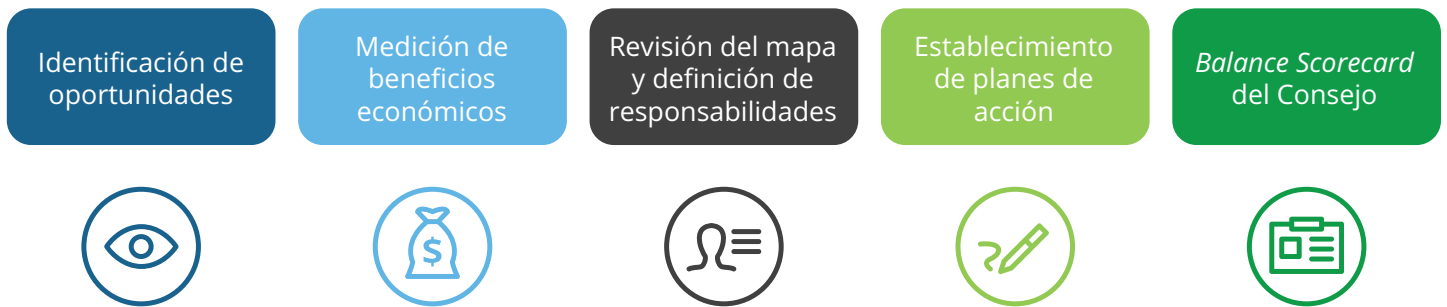 Identificación de
oportunidades
Medición de
beneficios
económicos
Revisión del mapa
y definición de
responsabilidades
Establecimiento
de planes de
acción
Balance Scorecard
del Consejo
$